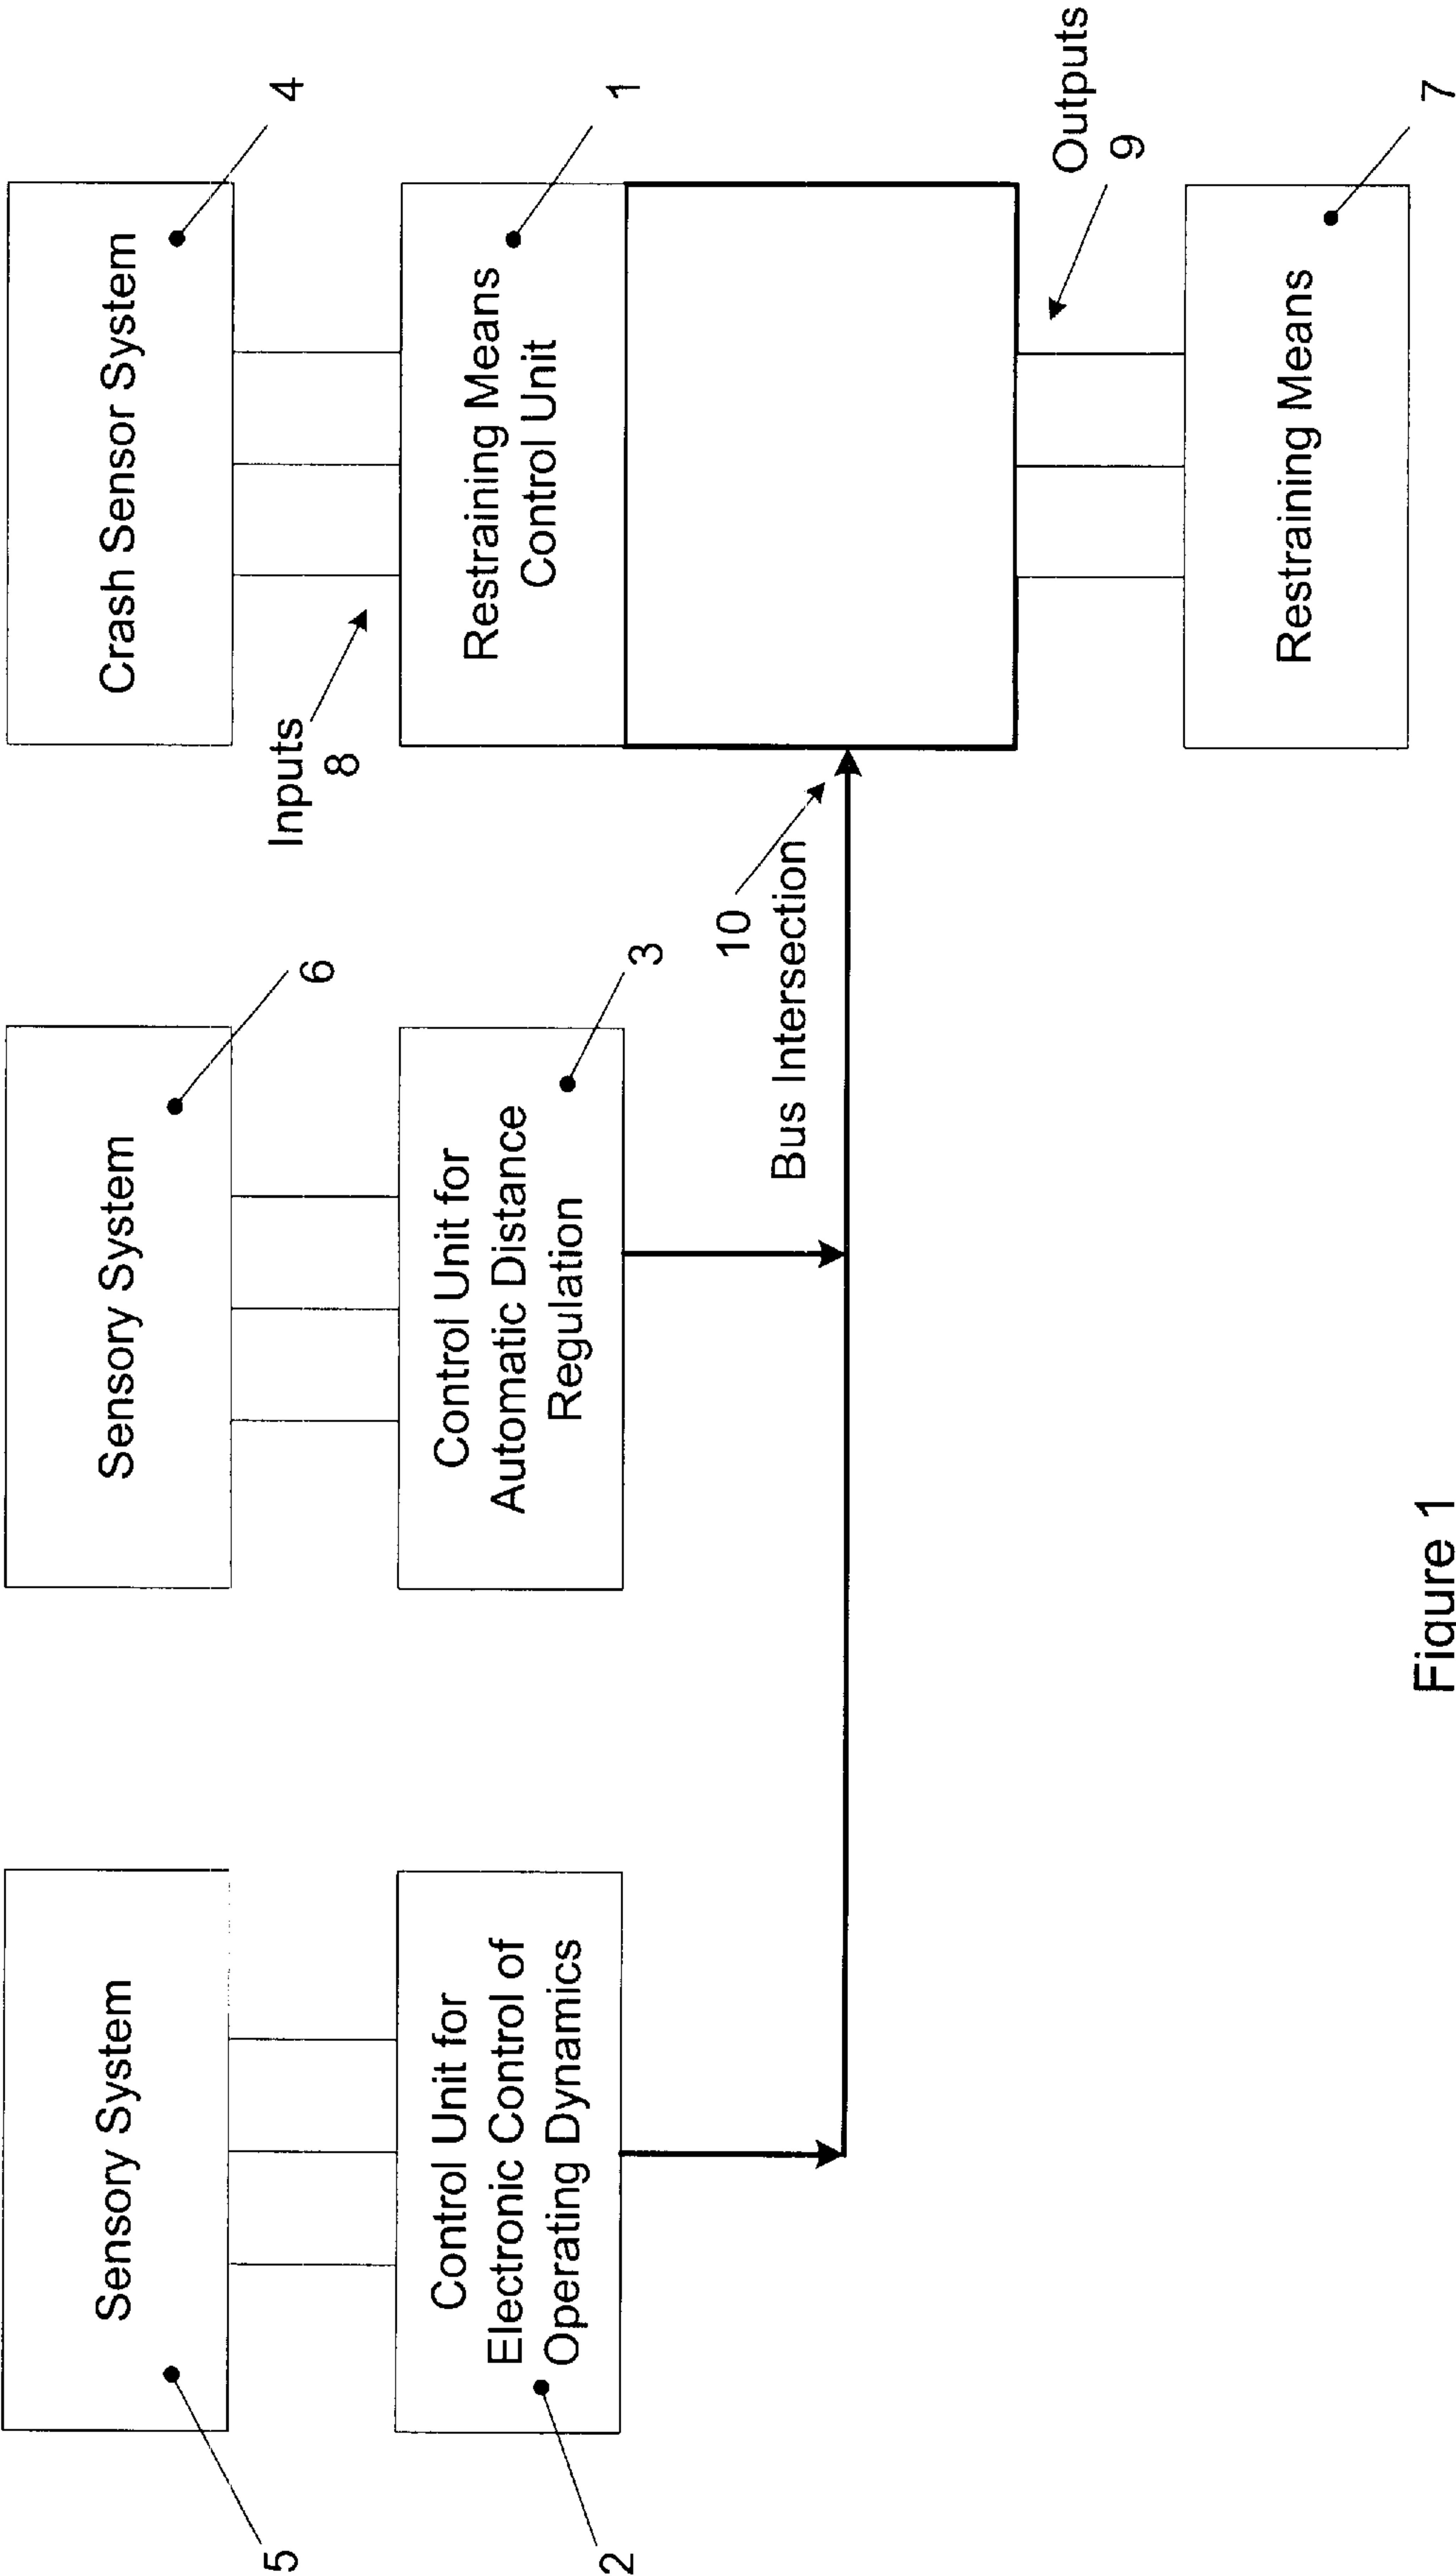 Sensory System
5
Control Unit for
Electronic Control of
Operating Dynamics
2
Sensory System
6
Control Unit for
Automatic Distance
Regulation
3
Crash Sensor System
4
Inputs
8
Restraining Means
Control Unit
1
10
Bus Intersection
Outputs
9
Restraining Means
7
Figure 1